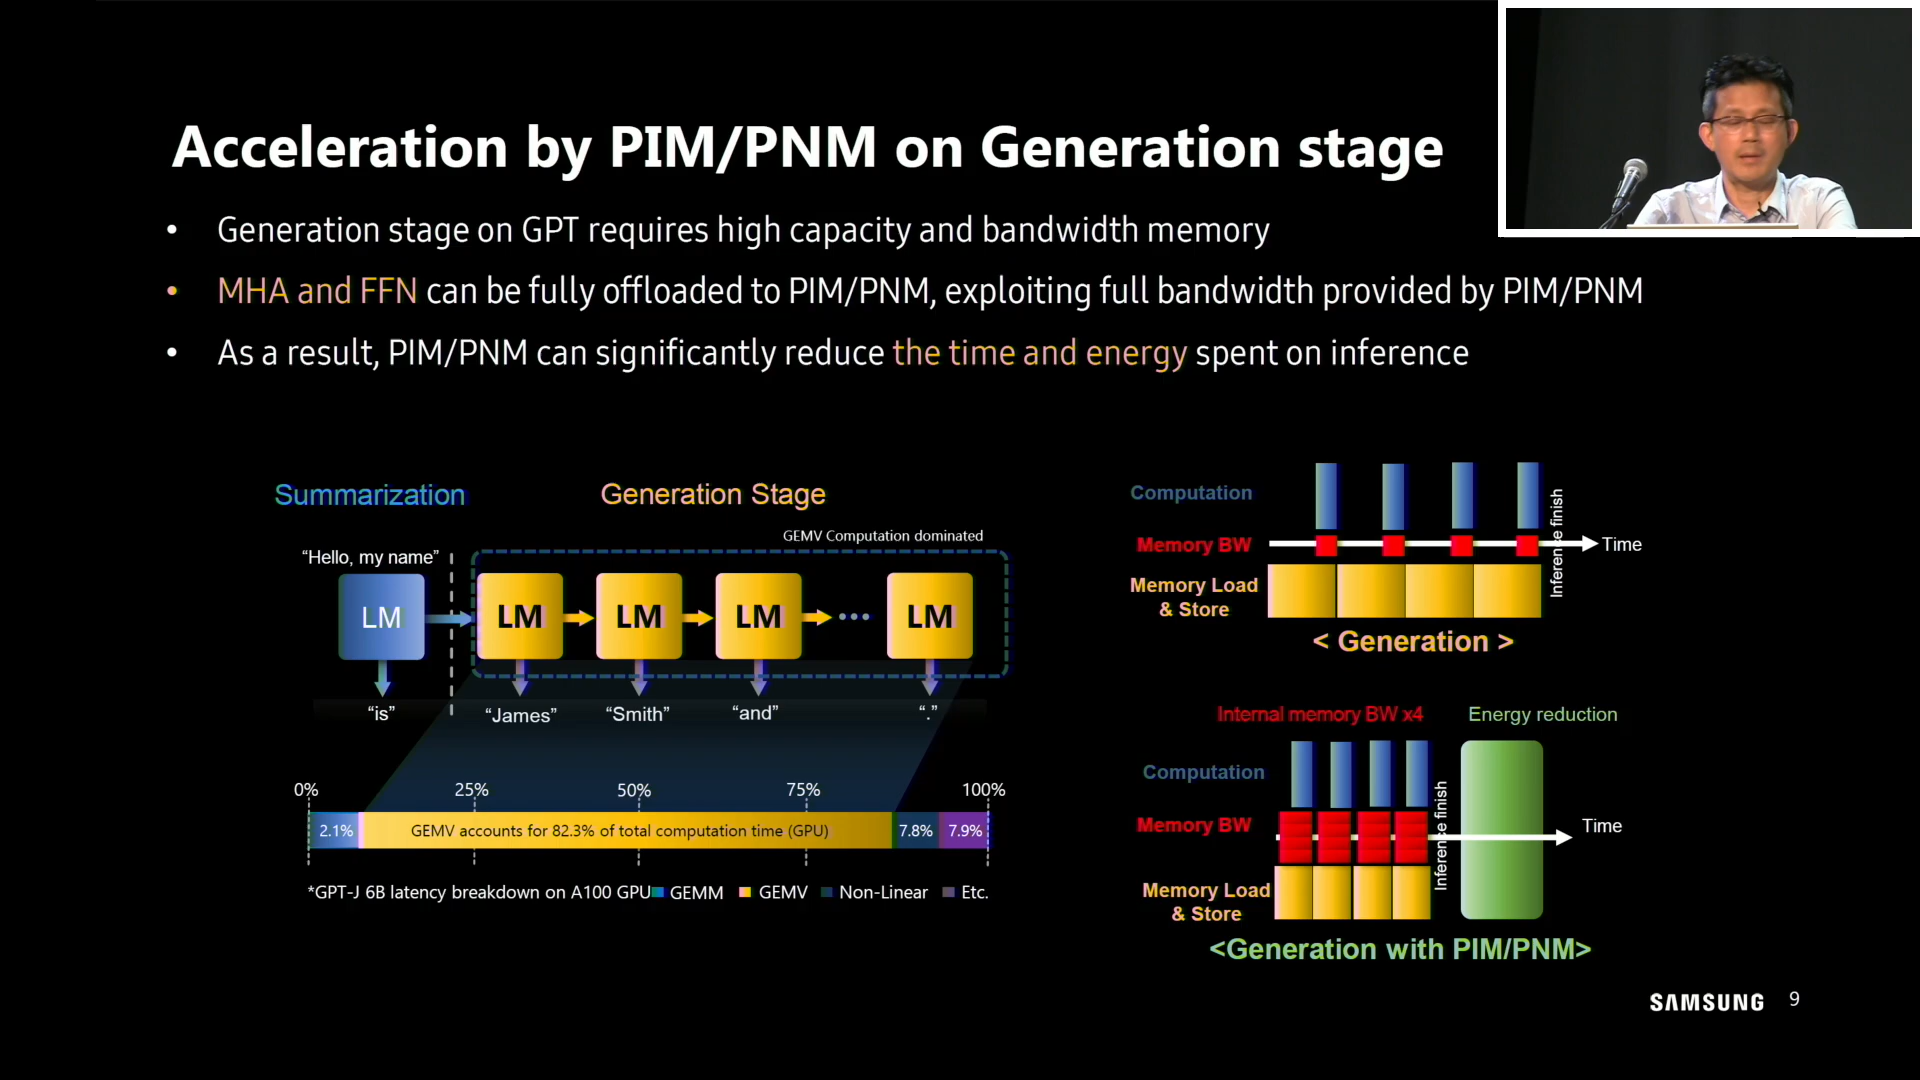 Acceleration by PIM/PNM on Generation stage
• Generation stage on GPT requires high capacity and bandwidth memory
• MHA and FFN can be fully offloaded to PIM/PNM, exploiting full bandwidth provided by PIM/PNM
• As a result, PIM/PNM can significantly reduce the time and energy spent on inference
Summarization
Generation Stage
GEMV Computation dominated
“Hello, my name”
LM
LM
LM
LM
LM
“is”
“James”
“Smith”
“and”
“.”
0%
25%
50%
75%
100%
2.1%
GEMV accounts for 82.3% of total computation time (GPU)
7.8%
7.9%
*GPT-J 6B latency breakdown on A100 GPU
GEMM
GEMV
Non-Linear
Etc.
Computation
Memory BW
Memory Load
& Store
Inference finish
Time
< Generation >
Internal memory BW x4
Energy reduction
Computation
Memory BW
Memory Load
& Store
Inference finish
Time
<Generation with PIM/PNM>
SAMSUNG
9